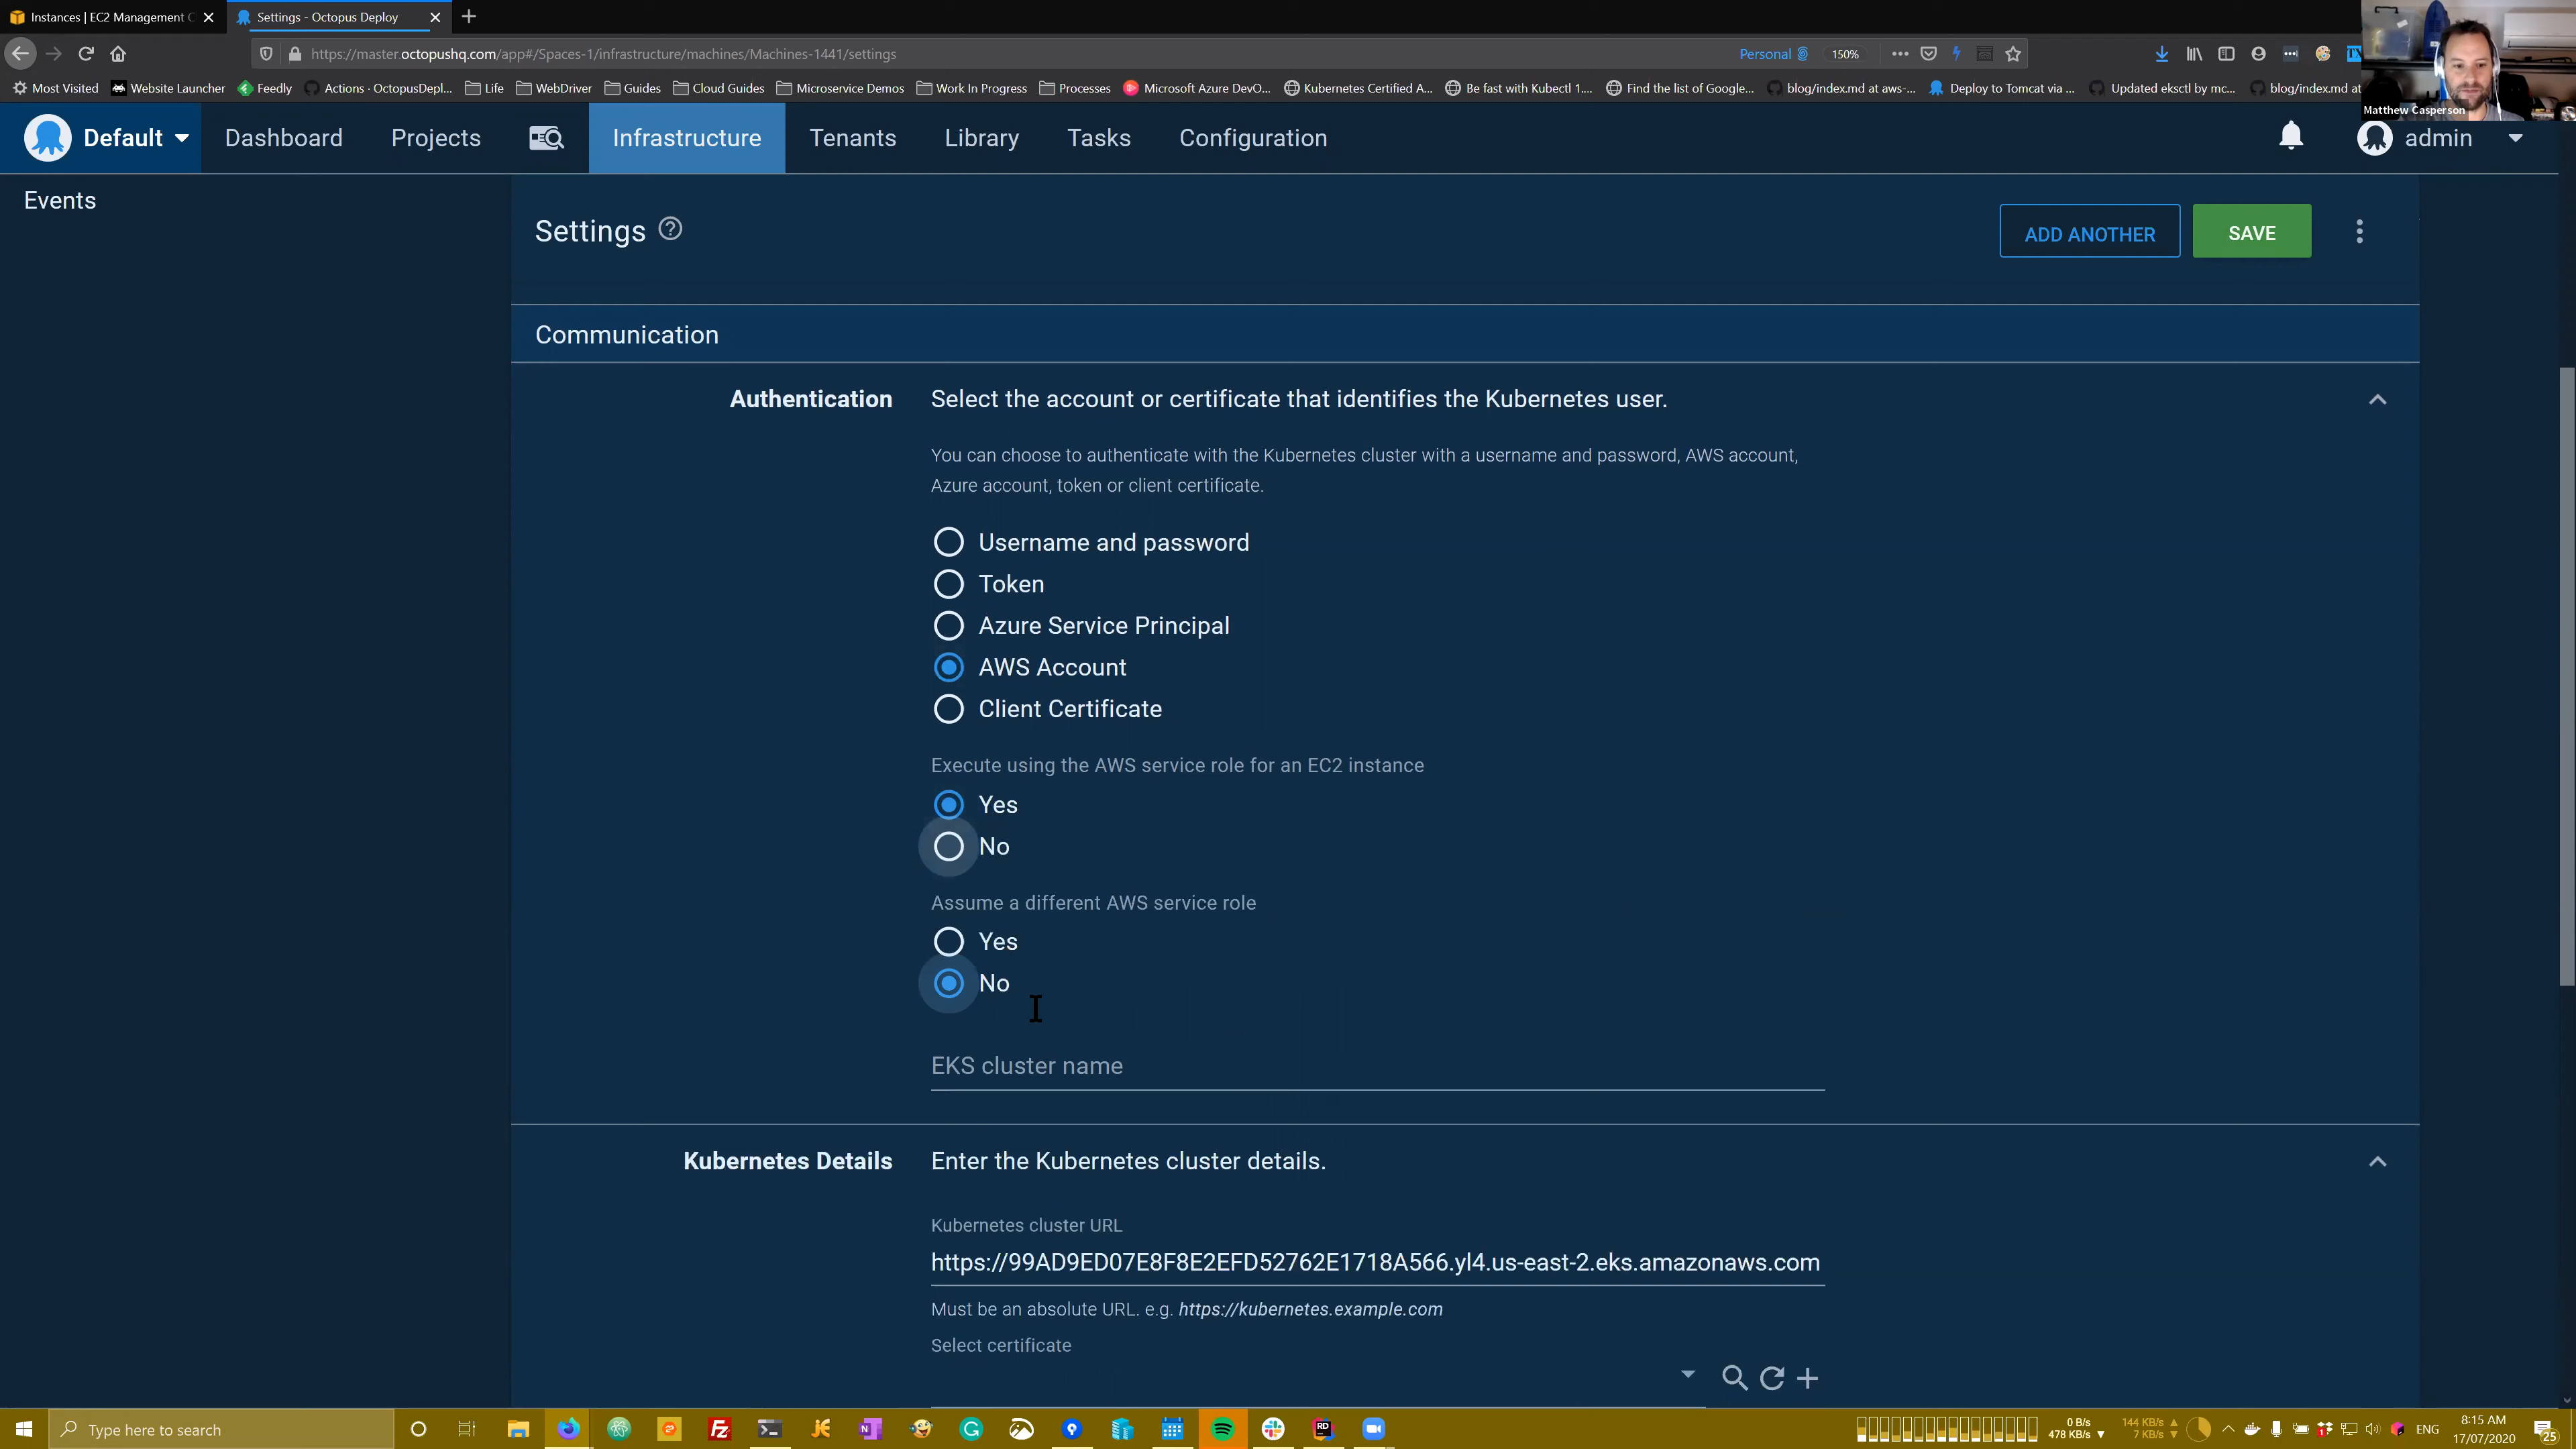 Instances | EC2 Management C
Settings - Octopus Deploy
https://master.octopushq.com/app#/Spaces-1/infrastructure/machines/Machines-1441/settings
Personal
150%
Most Visited
Website Launcher
Feedly
Actions · OctopusDepl...
Life
WebDriver
Guides
Cloud Guides
Microservice Demos
Work In Progress
Processes
Microsoft Azure DevO...
Kubernetes Certified A...
Be fast with Kubectl 1....
Find the list of Google...
blog/index.md at aws-...
Deploy to Tomcat via ...
Updated eksctl by mc...
blog/index.md at
Matthew Casperson
Default
Dashboard
Projects
Infrastructure
Tenants
Library
Tasks
Configuration
admin
Events
Settings
ADD ANOTHER
SAVE
Communication
Authentication
Select the account or certificate that identifies the Kubernetes user.
You can choose to authenticate with the Kubernetes cluster with a username and password, AWS account,
Azure account, token or client certificate.
Username and password
Token
Azure Service Principal
AWS Account
Client Certificate
Execute using the AWS service role for an EC2 instance
Yes
No
Assume a different AWS service role
Yes
No
EKS cluster name
Kubernetes Details
Enter the Kubernetes cluster details.
Kubernetes cluster URL
https://99AD9ED07E8F8E2EFD52762E1718A566.yl4.us-east-2.eks.amazonaws.com
Must be an absolute URL. e.g. https://kubernetes.example.com
Select certificate
Type here to search
0 B/s
478 KB/s
144 KB/s
7 KB/s
ENG
8:15 AM
17/07/2020
25